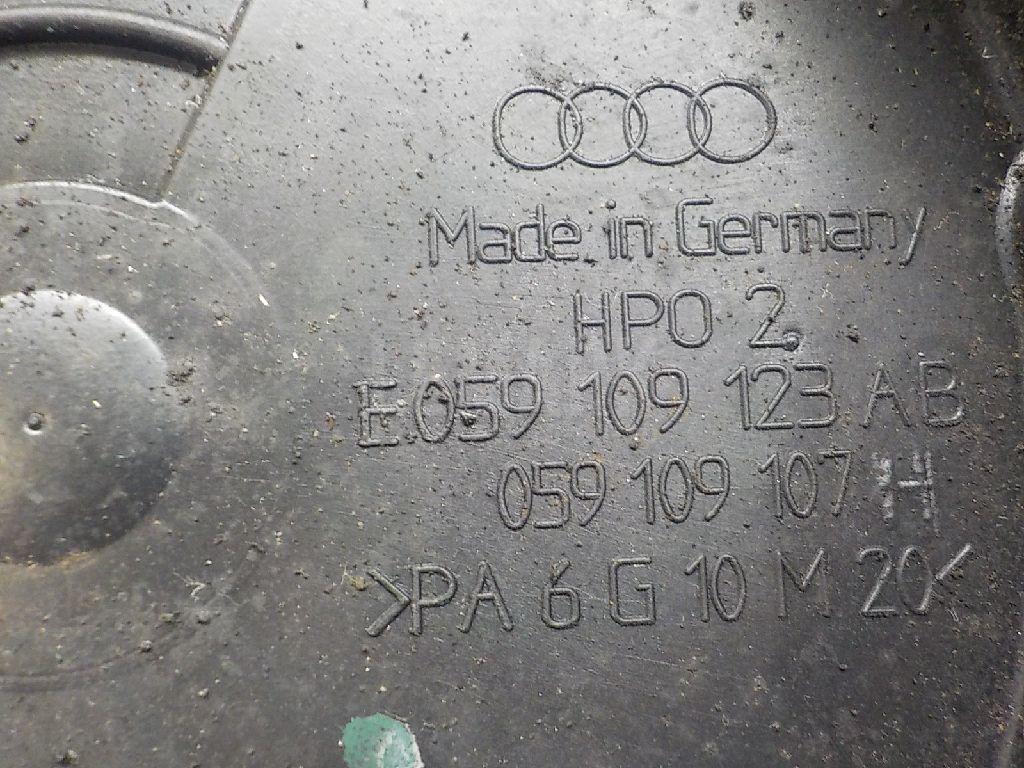 Made in Germany
HPO 2.
E.059 109 123 AB
059 109 107 H
>PA 6 G 10 M 20<